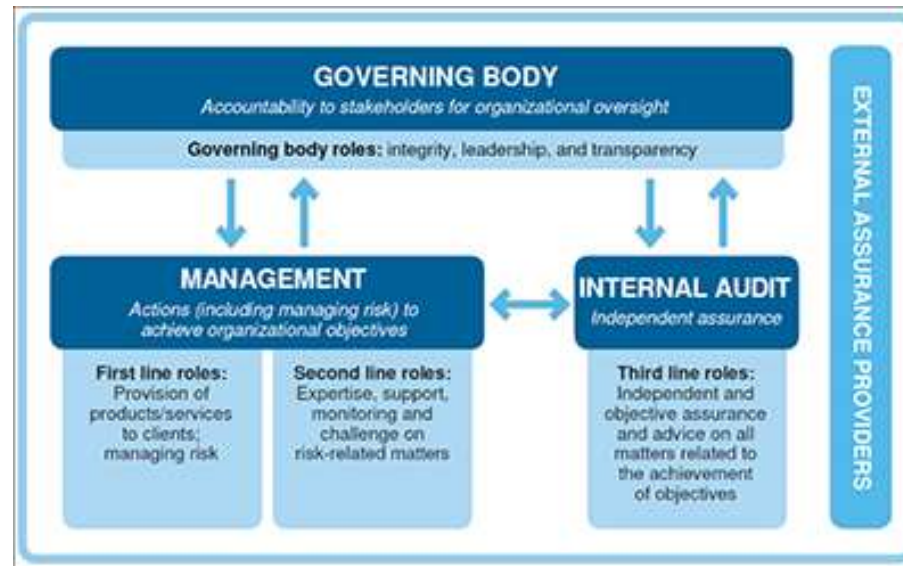 GOVERNING BODY
Accountability to stakeholders for organizational oversight
Governing body roles: integrity, leadership, and transparency
MANAGEMENT
Actions (including managing risk) to
achieve organizational objectives
First line roles:
Provision of
products/services
to clients;
managing risk
Second line roles:
Expertise, support,
monitoring and
challenge on
risk-related matters
INTERNAL AUDIT
Independent assurance
Third line roles:
Independent and
objective assurance
and advice on all
matters related to
the achievement
of objectives
EXTERNAL ASSURANCE PROVIDERS